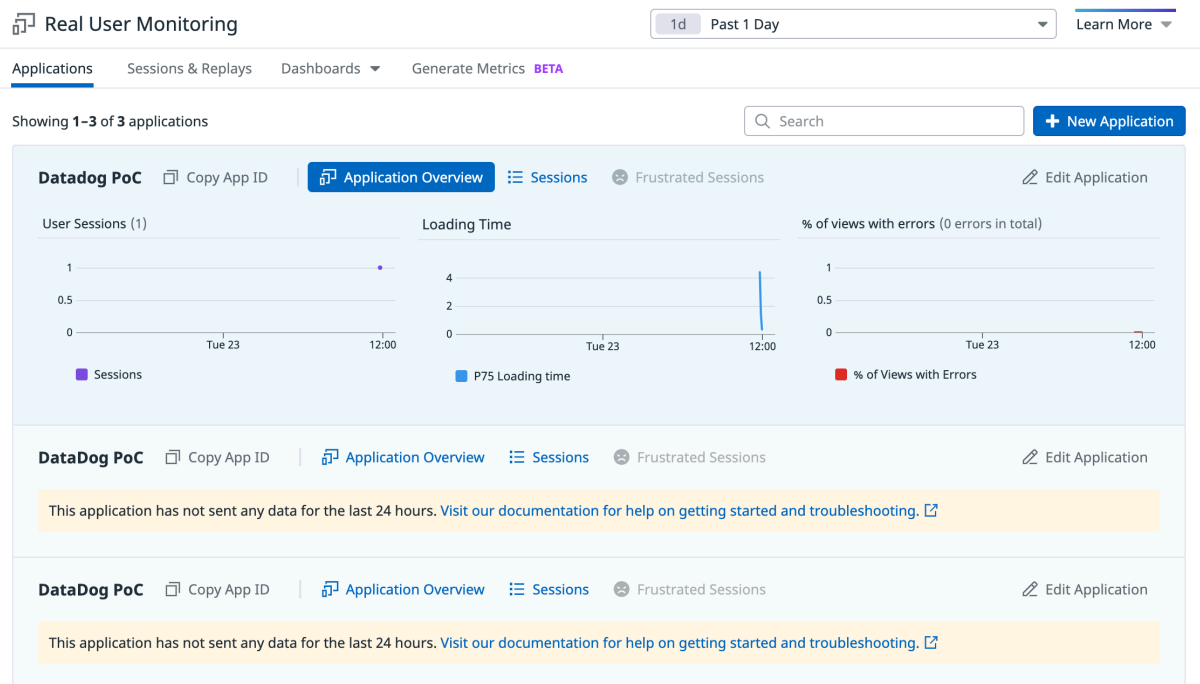 Real User Monitoring
1d Past 1 Day
Learn More
Applications Sessions & Replays Dashboards Generate Metrics BETA
Showing 1–3 of 3 applications
Search
New Application
Datadog PoC Copy App ID Application Overview Sessions Frustrated Sessions Edit Application
User Sessions (1)
1
0.5
0
Tue 23 12:00
Sessions
Loading Time
4
2
0
Tue 23 12:00
P75 Loading time
% of views with errors (0 errors in total)
1
0.5
0
Tue 23 12:00
% of Views with Errors
DataDog PoC Copy App ID Application Overview Sessions Frustrated Sessions Edit Application
This application has not sent any data for the last 24 hours. Visit our documentation for help on getting started and troubleshooting.
DataDog PoC Copy App ID Application Overview Sessions Frustrated Sessions Edit Application
This application has not sent any data for the last 24 hours. Visit our documentation for help on getting started and troubleshooting.